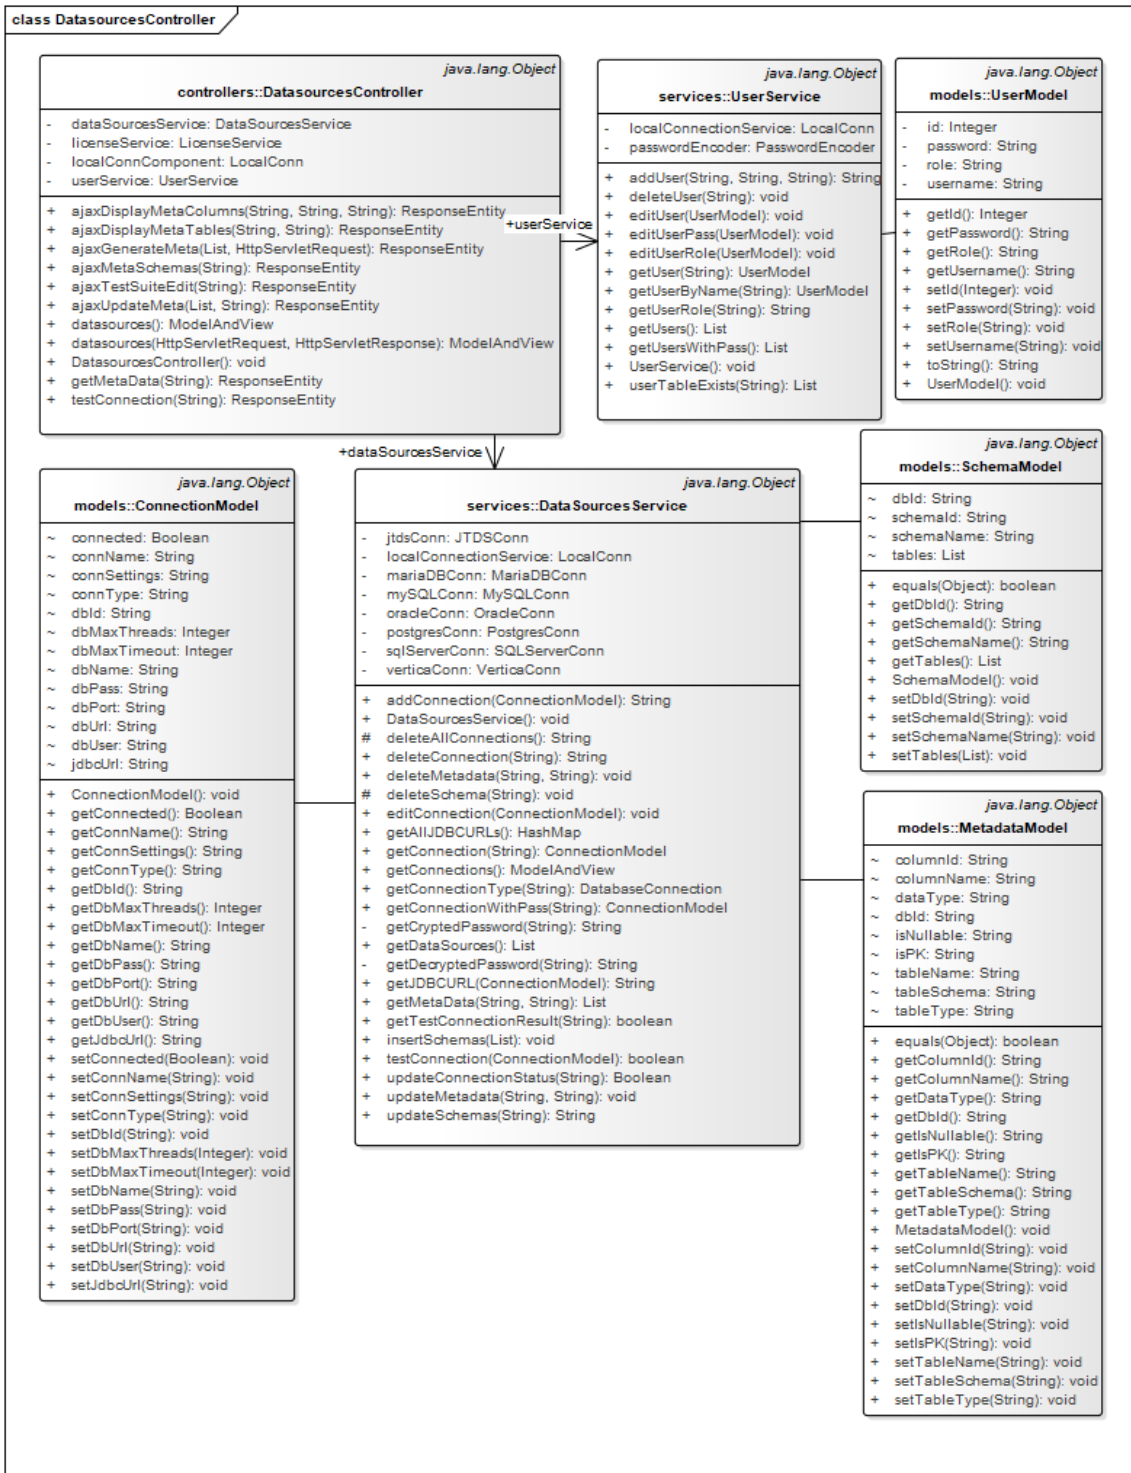 class DatasourcesController
java.lang.Object
controllers::DatasourcesController
- dataSourcesService: DataSourcesService
- licenseService: LicenseService
- localConnComponent: LocalConn
- userService: UserService
+ ajaxDisplayMetaColumns(String, String, String): ResponseEntity
+ ajaxDisplayMetaTables(String, String): ResponseEntity
+ ajaxGenerateMeta(List, HttpServletRequest): ResponseEntity
+ ajaxMetaSchemas(String): ResponseEntity
+ ajaxTestSuiteEdit(String): ResponseEntity
+ ajaxUpdateMeta(List, String): ResponseEntity
+ datasources(): ModelAndView
+ datasources(HttpServletRequest, HttpServletResponse): ModelAndView
+ DatasourcesController(): void
+ getMetaData(String): ResponseEntity
+ testConnection(String): ResponseEntity
+userService
java.lang.Object
services::UserService
- localConnectionService: LocalConn
- passwordEncoder: PasswordEncoder
+ addUser(String, String, String): String
+ deleteUser(String): void
+ editUser(UserModel): void
+ editUserPass(UserModel): void
+ editUserRole(UserModel): void
+ getUser(String): UserModel
+ getUserByName(String): UserModel
+ getUserRole(String): String
+ getUsers(): List
+ getUsersWithPass(): List
+ UserService(): void
+ userTableExists(String): List
java.lang.Object
models::UserModel
- id: Integer
- password: String
- role: String
- username: String
+ getId(): Integer
+ getPassword(): String
+ getRole(): String
+ getUsername(): String
+ setId(Integer): void
+ setPassword(String): void
+ setRole(String): void
+ setUsername(String): void
+ toString(): String
+ UserModel(): void
+dataSourcesService
java.lang.Object
models::ConnectionModel
~ connected: Boolean
~ connName: String
~ connSettings: String
~ connType: String
~ dbId: String
~ dbMaxThreads: Integer
~ dbMaxTimeout: Integer
~ dbName: String
~ dbPass: String
~ dbPort: String
~ dbUrl: String
~ dbUser: String
~ jdbcUrl: String
+ ConnectionModel(): void
+ getConnected(): Boolean
+ getConnName(): String
+ getConnSettings(): String
+ getConnType(): String
+ getDbId(): String
+ getDbMaxThreads(): Integer
+ getDbMaxTimeout(): Integer
+ getDbName(): String
+ getDbPass(): String
+ getDbPort(): String
+ getDbUrl(): String
+ getDbUser(): String
+ getJdbcUrl(): String
+ setConnected(Boolean): void
+ setConnName(String): void
+ setConnSettings(String): void
+ setConnType(String): void
+ setDbId(String): void
+ setDbMaxThreads(Integer): void
+ setDbMaxTimeout(Integer): void
+ setDbName(String): void
+ setDbPass(String): void
+ setDbPort(String): void
+ setDbUrl(String): void
+ setDbUser(String): void
+ setJdbcUrl(String): void
java.lang.Object
services::DataSourcesService
- jtdsConn: JTDSConn
- localConnectionService: LocalConn
- mariaDBConn: MariaDBConn
- mySQLConn: MySQLConn
- oracleConn: OracleConn
- postgresConn: PostgresConn
- sqlServerConn: SQLServerConn
- verticaConn: VerticaConn
+ addConnection(ConnectionModel): String
+ DataSourcesService(): void
# deleteAllConnections(): String
+ deleteConnection(String): String
+ deleteMetadata(String, String): void
# deleteSchema(String): void
+ editConnection(ConnectionModel): void
+ getAllJDBCURLs(): HashMap
+ getConnection(String): ConnectionModel
+ getConnections(): ModelAndView
+ getConnectionType(String): DatabaseConnection
+ getConnectionWithPass(String): ConnectionModel
- getCryptedPassword(String): String
+ getDataSources(): List
- getDecryptedPassword(String): String
+ getJDBCURL(ConnectionModel): String
+ getMetaData(String, String): List
+ getTestConnectionResult(String): boolean
+ insertSchemas(List): void
+ testConnection(ConnectionModel): boolean
+ updateConnectionStatus(String): Boolean
+ updateMetadata(String, String): void
+ updateSchemas(String): String
java.lang.Object
models::SchemaModel
~ dbId: String
~ schemaId: String
~ schemaName: String
~ tables: List
+ equals(Object): boolean
+ getDbId(): String
+ getSchemaId(): String
+ getSchemaName(): String
+ getTables(): List
+ SchemaModel(): void
+ setDbId(String): void
+ setSchemaId(String): void
+ setSchemaName(String): void
+ setTables(List): void
java.lang.Object
models::MetadataModel
~ columnId: String
~ columnName: String
~ dataType: String
~ dbId: String
~ isNullable: String
~ isPK: String
~ tableName: String
~ tableSchema: String
~ tableType: String
+ equals(Object): boolean
+ getColumnId(): String
+ getColumnName(): String
+ getDataType(): String
+ getDbId(): String
+ getIsNullable(): String
+ getIsPK(): String
+ getTableName(): String
+ getTableSchema(): String
+ getTableType(): String
+ MetadataModel(): void
+ setColumnId(String): void
+ setColumnName(String): void
+ setDataType(String): void
+ setDbId(String): void
+ setIsNullable(String): void
+ setIsPK(String): void
+ setTableName(String): void
+ setTableSchema(String): void
+ setTableType(String): void